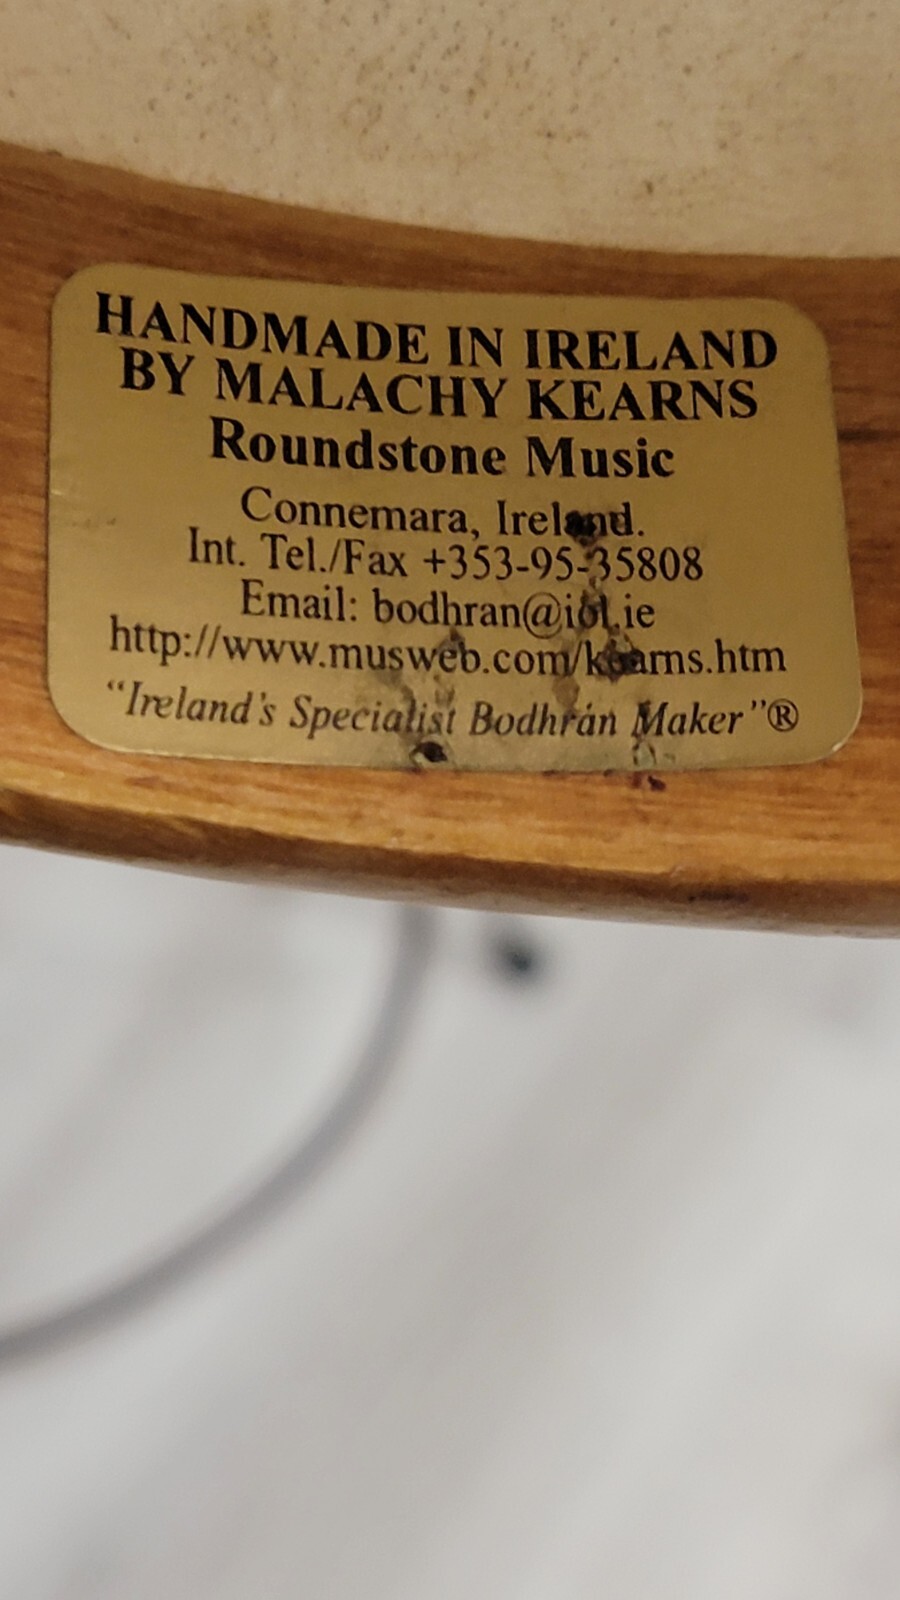 HANDMADE IN IRELAND
BY MALACHY KEARNS
Roundstone Music
Connemara, Ireland.
Int. Tel./Fax +353-95-35808
Email: bodhran@iol.ie
http://www.musweb.com/kearns.htm
“Ireland's Specialist Bodhrán Maker”®